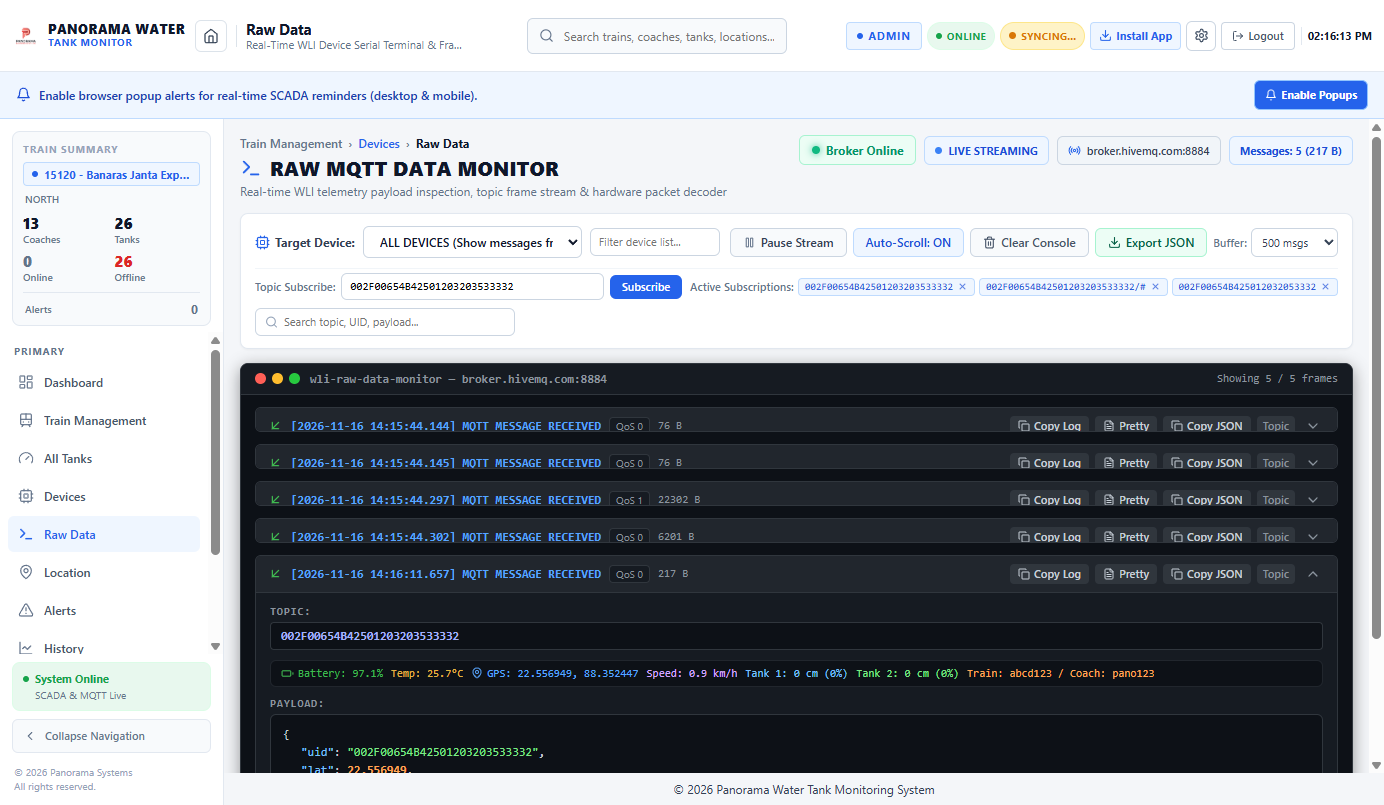 PANORAMA WATER
TANK MONITOR
Raw Data
Real-Time WLI Device Serial Terminal & Fra...
Search trains, coaches, tanks, locations...
ADMIN
ONLINE
SYNCING...
Install App
Logout
02:16:13 PM
Enable browser popup alerts for real-time SCADA reminders (desktop & mobile).
Enable Popups
TRAIN SUMMARY
15120 - Banaras Janta Exp...
NORTH
13 26
Coaches Tanks
0 26
Online Offline
Alerts 0
PRIMARY
Dashboard
Train Management
All Tanks
Devices
Raw Data
Location
Alerts
History
System Online
SCADA & MQTT Live
Collapse Navigation
© 2026 Panorama Systems
All rights reserved.
Train Management › Devices › Raw Data
RAW MQTT DATA MONITOR
Real-time WLI telemetry payload inspection, topic frame stream & hardware packet decoder
Broker Online
LIVE STREAMING
broker.hivemq.com:8884
Messages: 5 (217 B)
Target Device: ALL DEVICES (Show messages fr Filter device list... Pause Stream Auto-Scroll: ON Clear Console Export JSON Buffer: 500 msgs
Topic Subscribe: 002F00654B42501203203533332 Subscribe Active Subscriptions: 002F00654B42501203203533332 × 002F00654B42501203203533332/# × 002F00654B425012032053332 ×
Search topic, UID, payload...
wli-raw-data-monitor — broker.hivemq.com:8884 Showing 5 / 5 frames
[2026-11-16 14:15:44.144] MQTT MESSAGE RECEIVED QoS 0 76 B Copy Log Pretty Copy JSON Topic
[2026-11-16 14:15:44.145] MQTT MESSAGE RECEIVED QoS 0 76 B Copy Log Pretty Copy JSON Topic
[2026-11-16 14:15:44.297] MQTT MESSAGE RECEIVED QoS 1 22302 B Copy Log Pretty Copy JSON Topic
[2026-11-16 14:15:44.302] MQTT MESSAGE RECEIVED QoS 0 6201 B Copy Log Pretty Copy JSON Topic
[2026-11-16 14:16:11.657] MQTT MESSAGE RECEIVED QoS 0 217 B Copy Log Pretty Copy JSON Topic
TOPIC:
002F00654B42501203203533332
Battery: 97.1% Temp: 25.7°C GPS: 22.556949, 88.352447 Speed: 0.9 km/h Tank 1: 0 cm (0%) Tank 2: 0 cm (0%) Train: abcd123 / Coach: pano123
PAYLOAD:
{
"uid": "002F00654B42501203203533332",
"lat": 22.556949,
© 2026 Panorama Water Tank Monitoring System